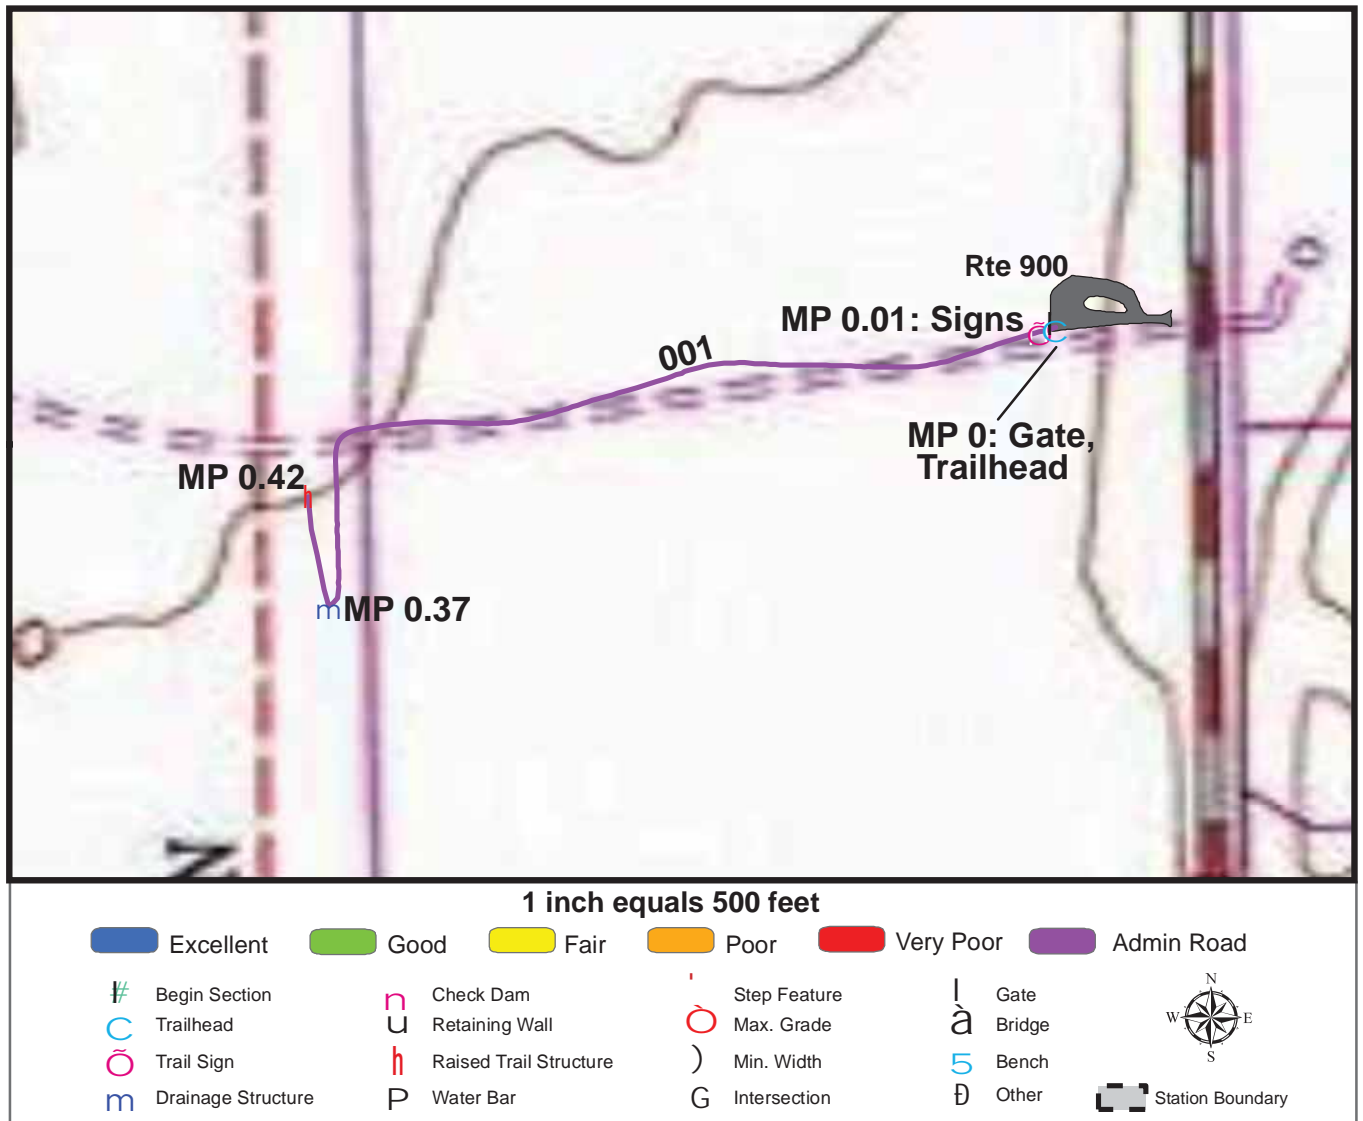 Rte 900
MP 0.01: Signs
001
MP 0: Gate,
Trailhead
MP 0.42
MP 0.37
N
1 inch equals 500 feet
Excellent Good Fair Poor Very Poor Admin Road
Begin Section Check Dam Step Feature Gate
Trailhead Retaining Wall Max. Grade Bridge
Trail Sign Raised Trail Structure Min. Width Bench
Drainage Structure Water Bar Intersection Other
Station Boundary
N
W E
S